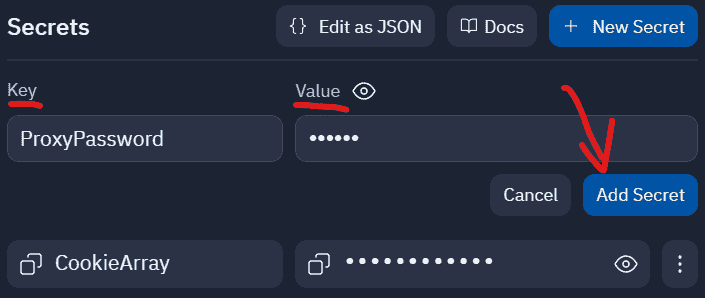 Secrets
{} Edit as JSON
Docs
+ New Secret
Key
Value
ProxyPassword
••••••
Cancel
Add Secret
CookieArray
••••••••••••